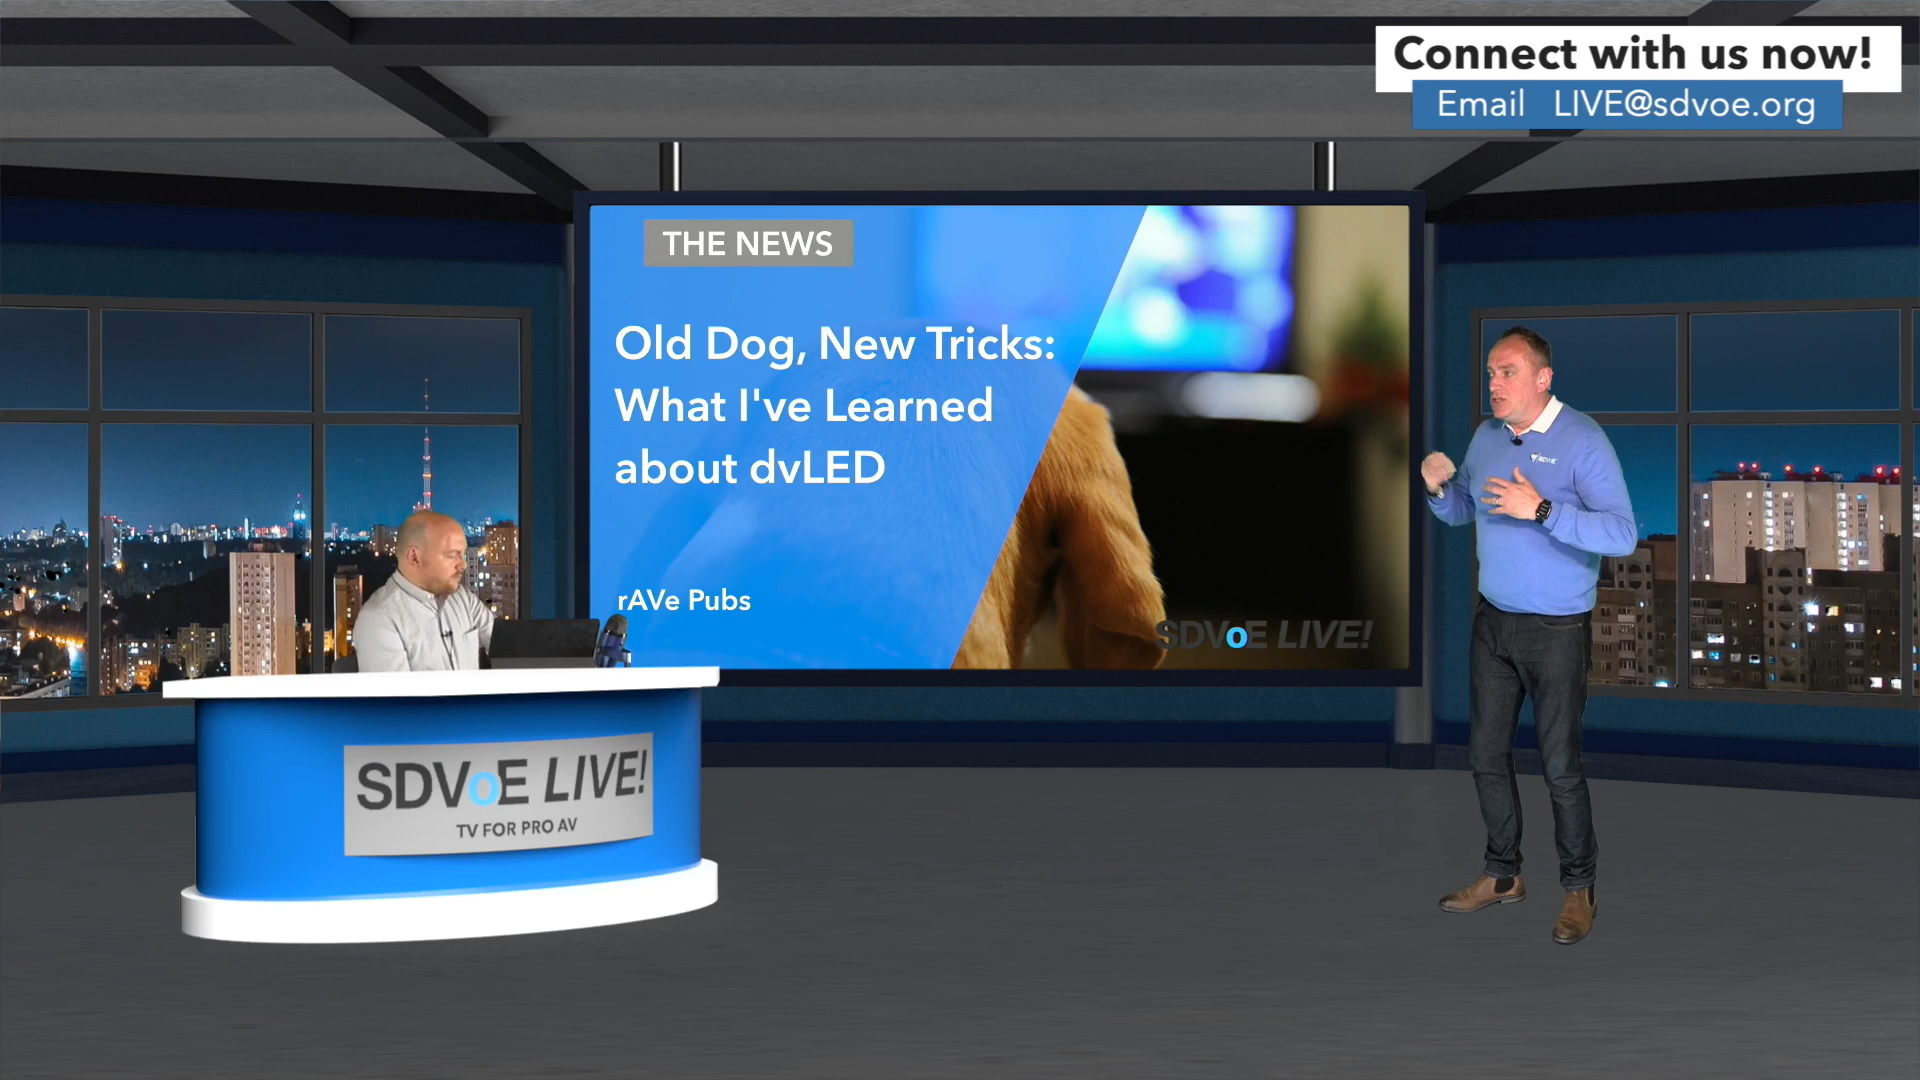 Connect with us now!
Email LIVE@sdvoe.org
THE NEWS
Old Dog, New Tricks:
What I've Learned
about dvLED
rAVe Pubs
SDVoE LIVE!
SDVoE
SDVoE LIVE!
TV FOR PRO AV